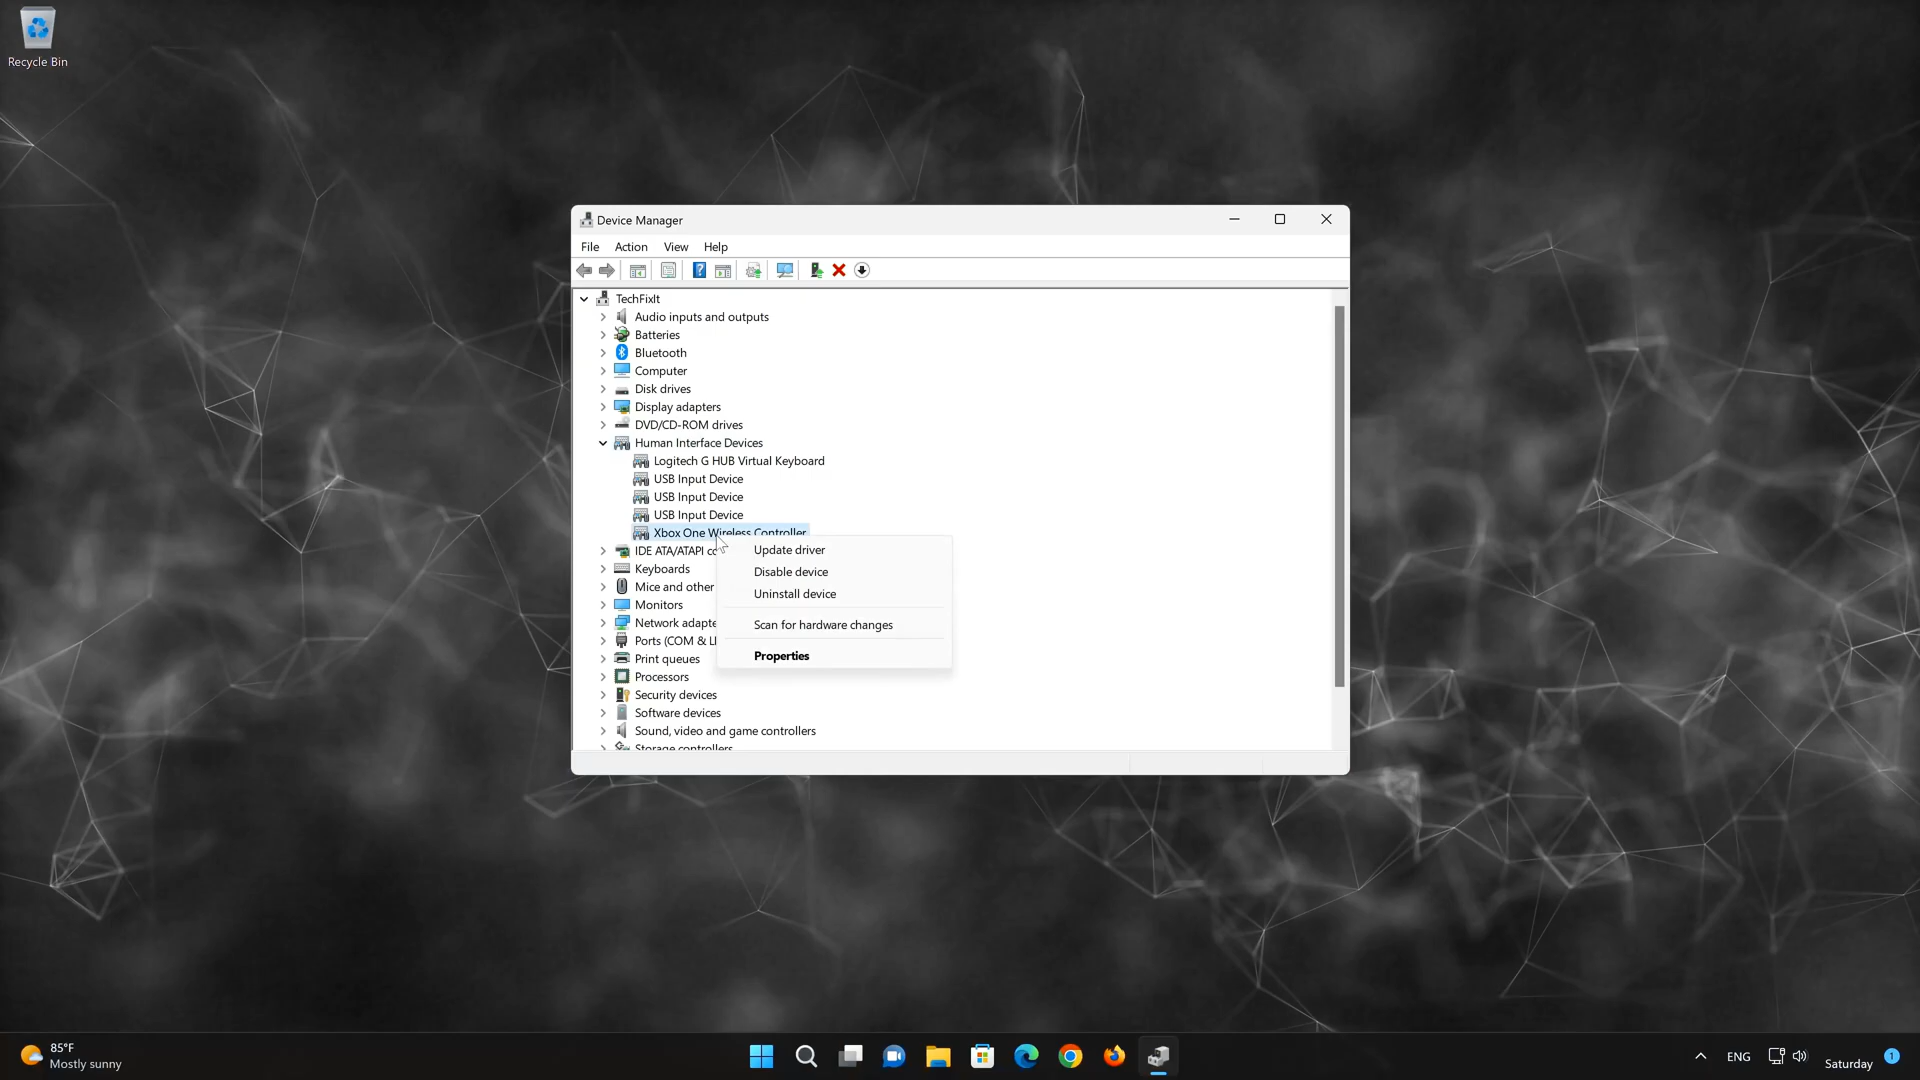 Recycle Bin
Device Manager
File Action View Help
TechFixIt
Audio inputs and outputs
Batteries
Bluetooth
Computer
Disk drives
Display adapters
DVD/CD-ROM drives
Human Interface Devices
Logitech G HUB Virtual Keyboard
USB Input Device
USB Input Device
USB Input Device
Xbox One Wireless Controller
IDE ATA/ATAPI co
Keyboards
Mice and other
Monitors
Network adapte
Ports (COM & L
Print queues
Processors
Security devices
Software devices
Sound, video and game controllers
Storage controllers
Update driver
Disable device
Uninstall device
Scan for hardware changes
Properties
85°F
Mostly sunny
ENG
Saturday
1